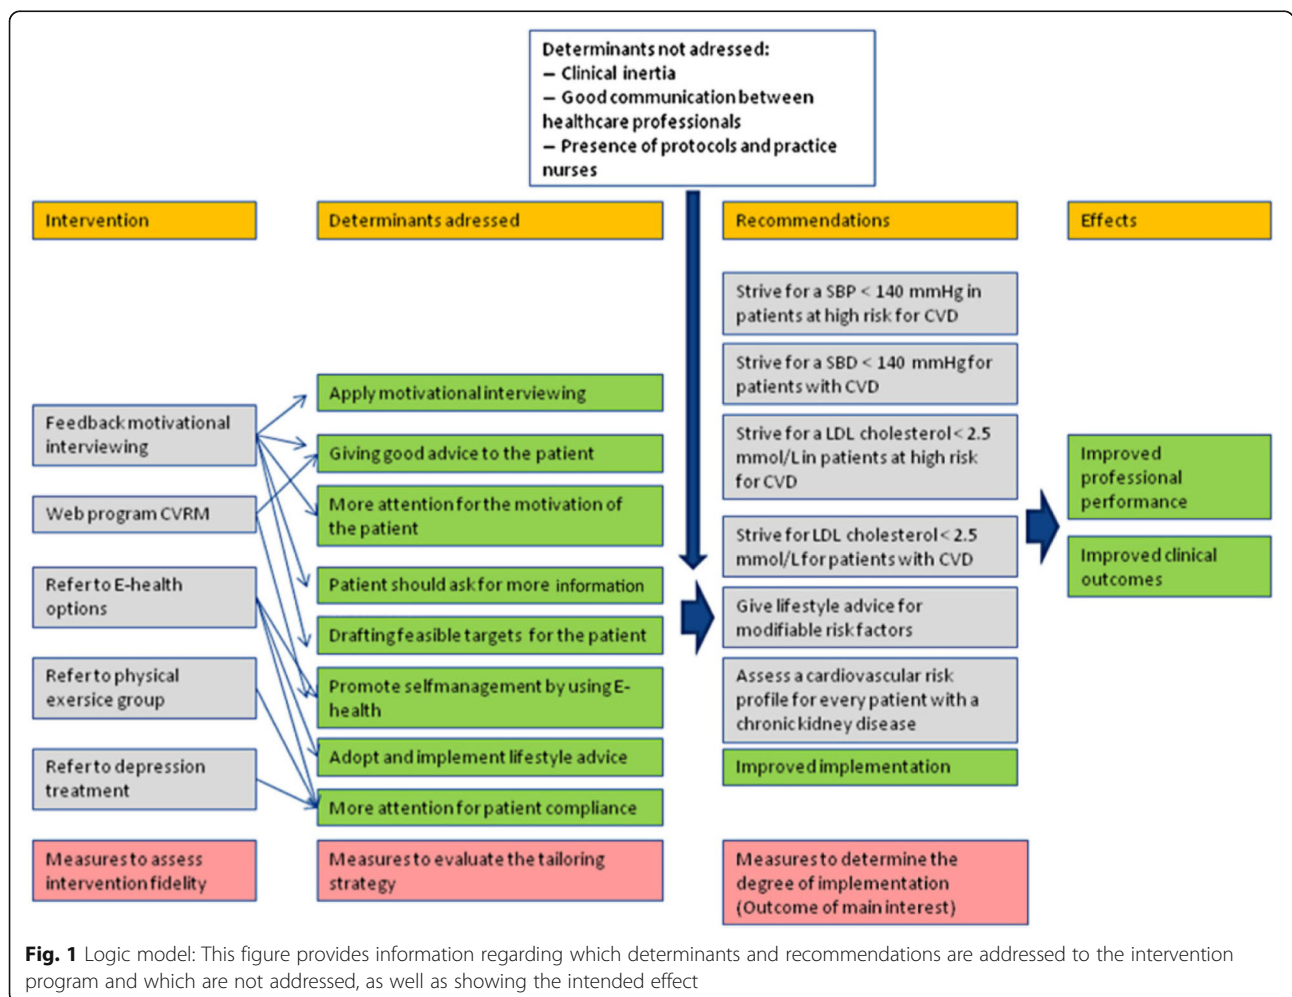 Determinants not adressed:
– Clinical inertia
– Good communication between
healthcare professionals
– Presence of protocols and practice
nurses
Intervention
Determinants adressed
Recommendations
Effects
Feedback motivational
interviewing
Web program CVRM
Refer to E-health
options
Refer to physical
exersice group
Refer to depression
treatment
Measures to assess
intervention fidelity
Apply motivational interviewing
Giving good advice to the patient
More attention for the motivation of
the patient
Patient should ask for more information
Drafting feasible targets for the patient
Promote selfmanagement by using E-
health
Adopt and implement lifestyle advice
More attention for patient compliance
Measures to evaluate the tailoring
strategy
Strive for a SBP < 140 mmHg in
patients at high risk for CVD
Strive for a SBD < 140 mmHg for
patients with CVD
Strive for a LDL cholesterol < 2.5
mmol/L in patients at high risk
for CVD
Strive for LDL cholesterol < 2.5
mmol/L for patients with CVD
Give lifestyle advice for
modifiable risk factors
Assess a cardiovascular risk
profile for every patient with a
chronic kidney disease
Improved implementation
Measures to determine the
degree of implementation
(Outcome of main interest)
Improved
professional
performance
Improved clinical
outcomes
Fig. 1 Logic model: This figure provides information regarding which determinants and recommendations are addressed to the intervention
program and which are not addressed, as well as showing the intended effect